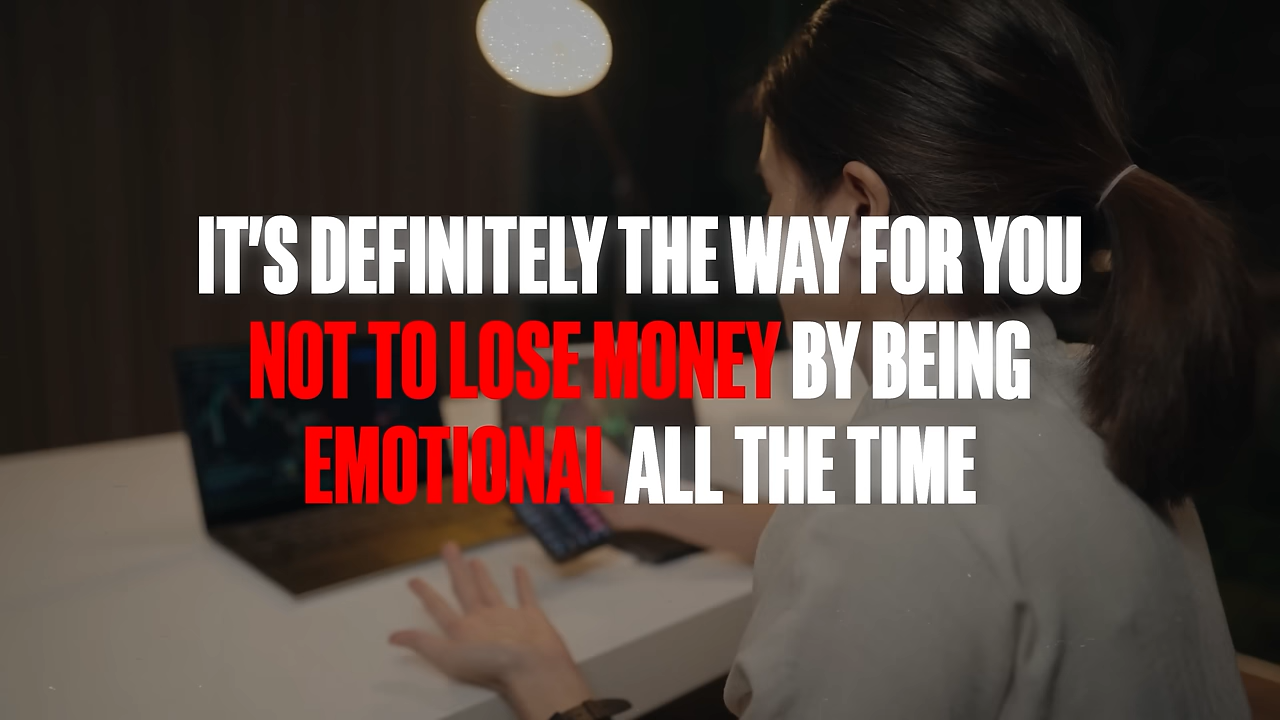 IT'S DEFINITELY THE WAY FOR YOU
NOT TO LOSE MONEY BY BEING
EMOTIONAL ALL THE TIME